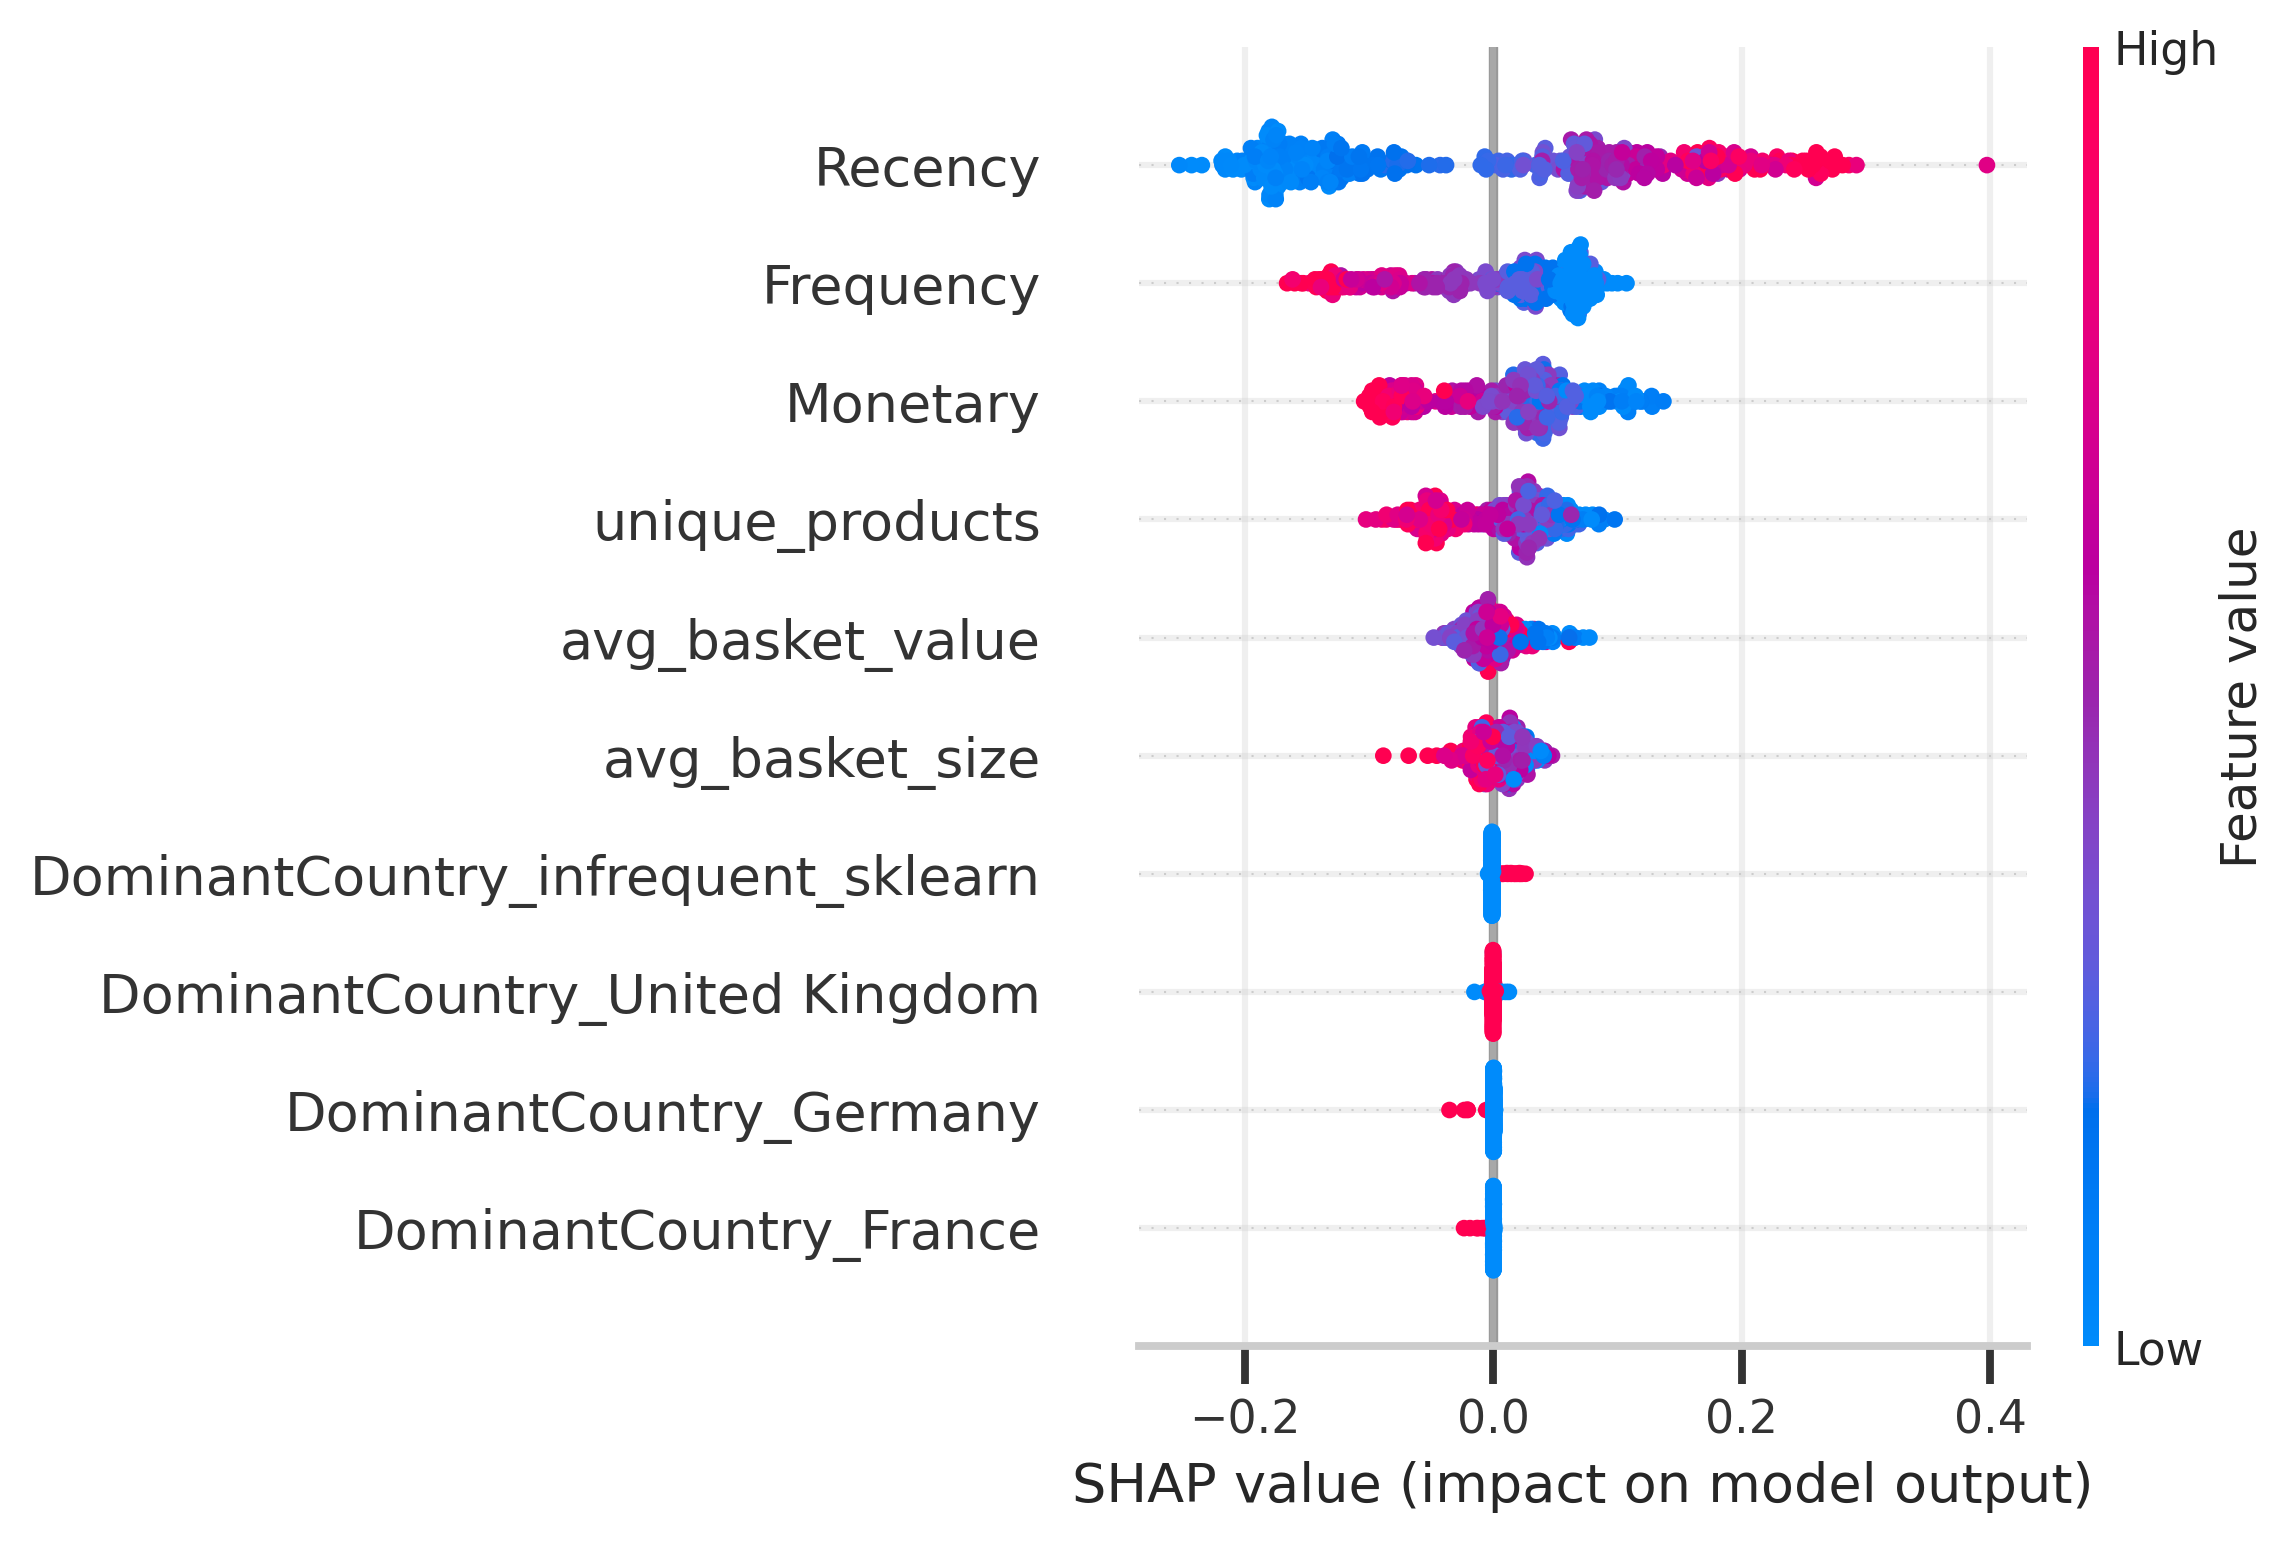 High
Recency
Frequency
Monetary
unique_products
avg_basket_value
avg_basket_size
DominantCountry_infrequent_sklearn
DominantCountry_United Kingdom
DominantCountry_Germany
DominantCountry_France
Feature value
Low
−0.2 0.0 0.2 0.4
SHAP value (impact on model output)